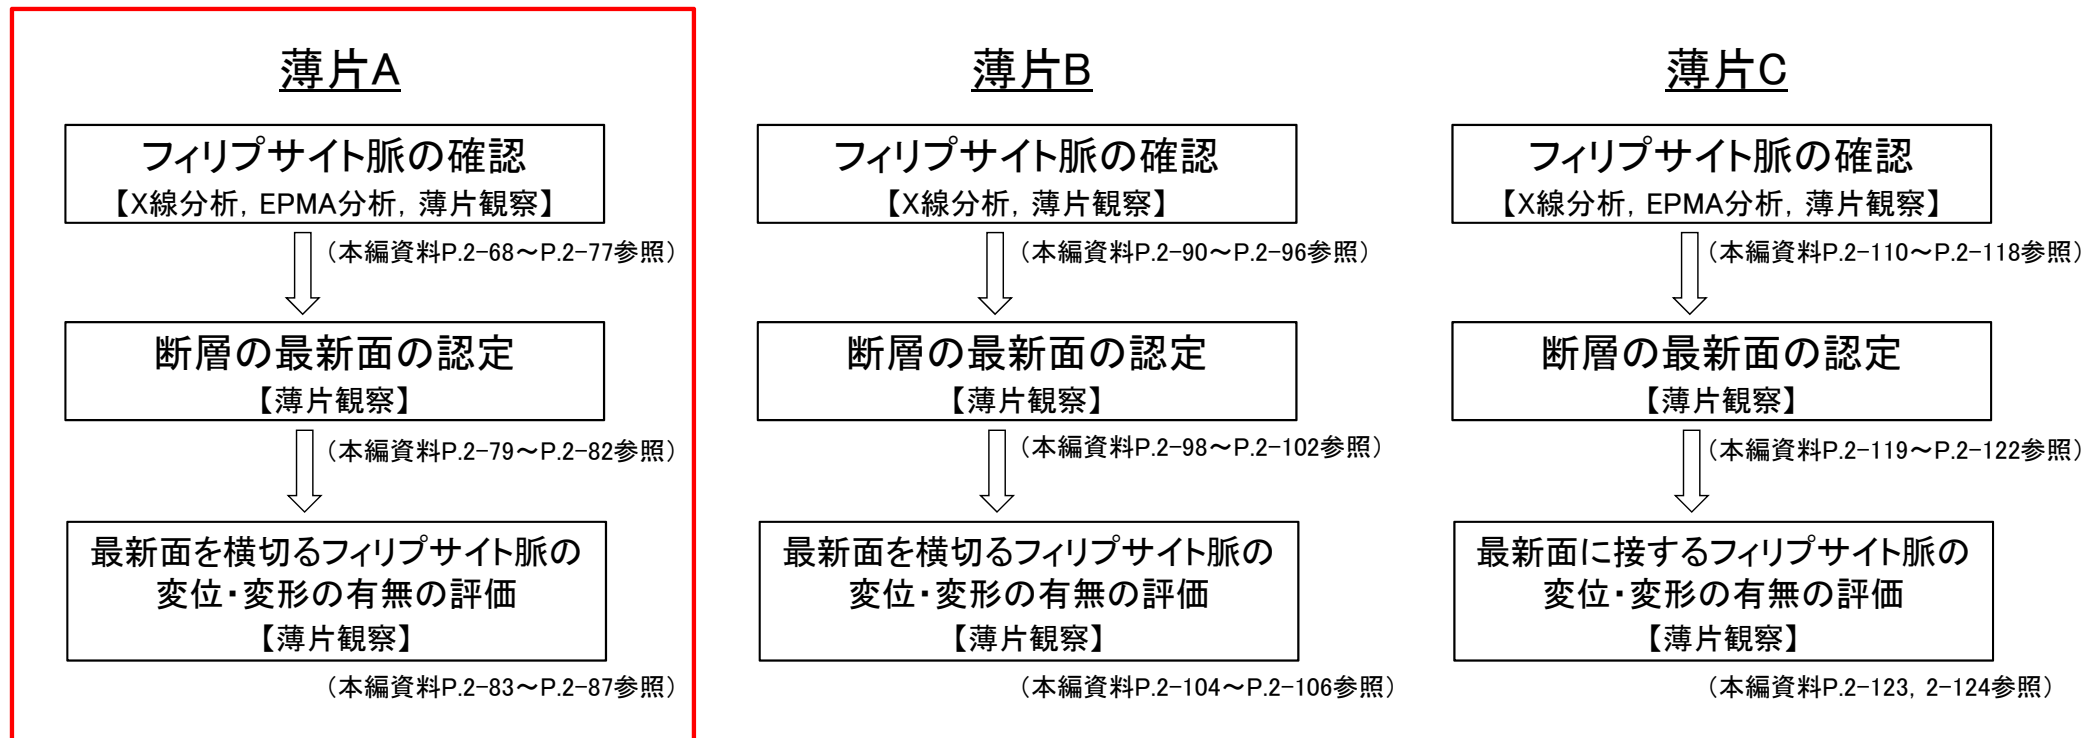 薄片A
フィリプサイト脈の確認
【X線分析, EPMA分析, 薄片観察】
(本編資料P.2-68～P.2-77参照)
断層の最新面の認定
【薄片観察】
(本編資料P.2-79～P.2-82参照)
最新面を横切るフィリプサイト脈の
変位・変形の有無の評価
【薄片観察】
(本編資料P.2-83～P.2-87参照)
薄片B
フィリプサイト脈の確認
【X線分析, 薄片観察】
(本編資料P.2-90～P.2-96参照)
断層の最新面の認定
【薄片観察】
(本編資料P.2-98～P.2-102参照)
最新面を横切るフィリプサイト脈の
変位・変形の有無の評価
【薄片観察】
(本編資料P.2-104～P.2-106参照)
薄片C
フィリプサイト脈の確認
【X線分析, EPMA分析, 薄片観察】
(本編資料P.2-110～P.2-118参照)
断層の最新面の認定
【薄片観察】
(本編資料P.2-119～P.2-122参照)
最新面に接するフィリプサイト脈の
変位・変形の有無の評価
【薄片観察】
(本編資料P.2-123, 2-124参照)